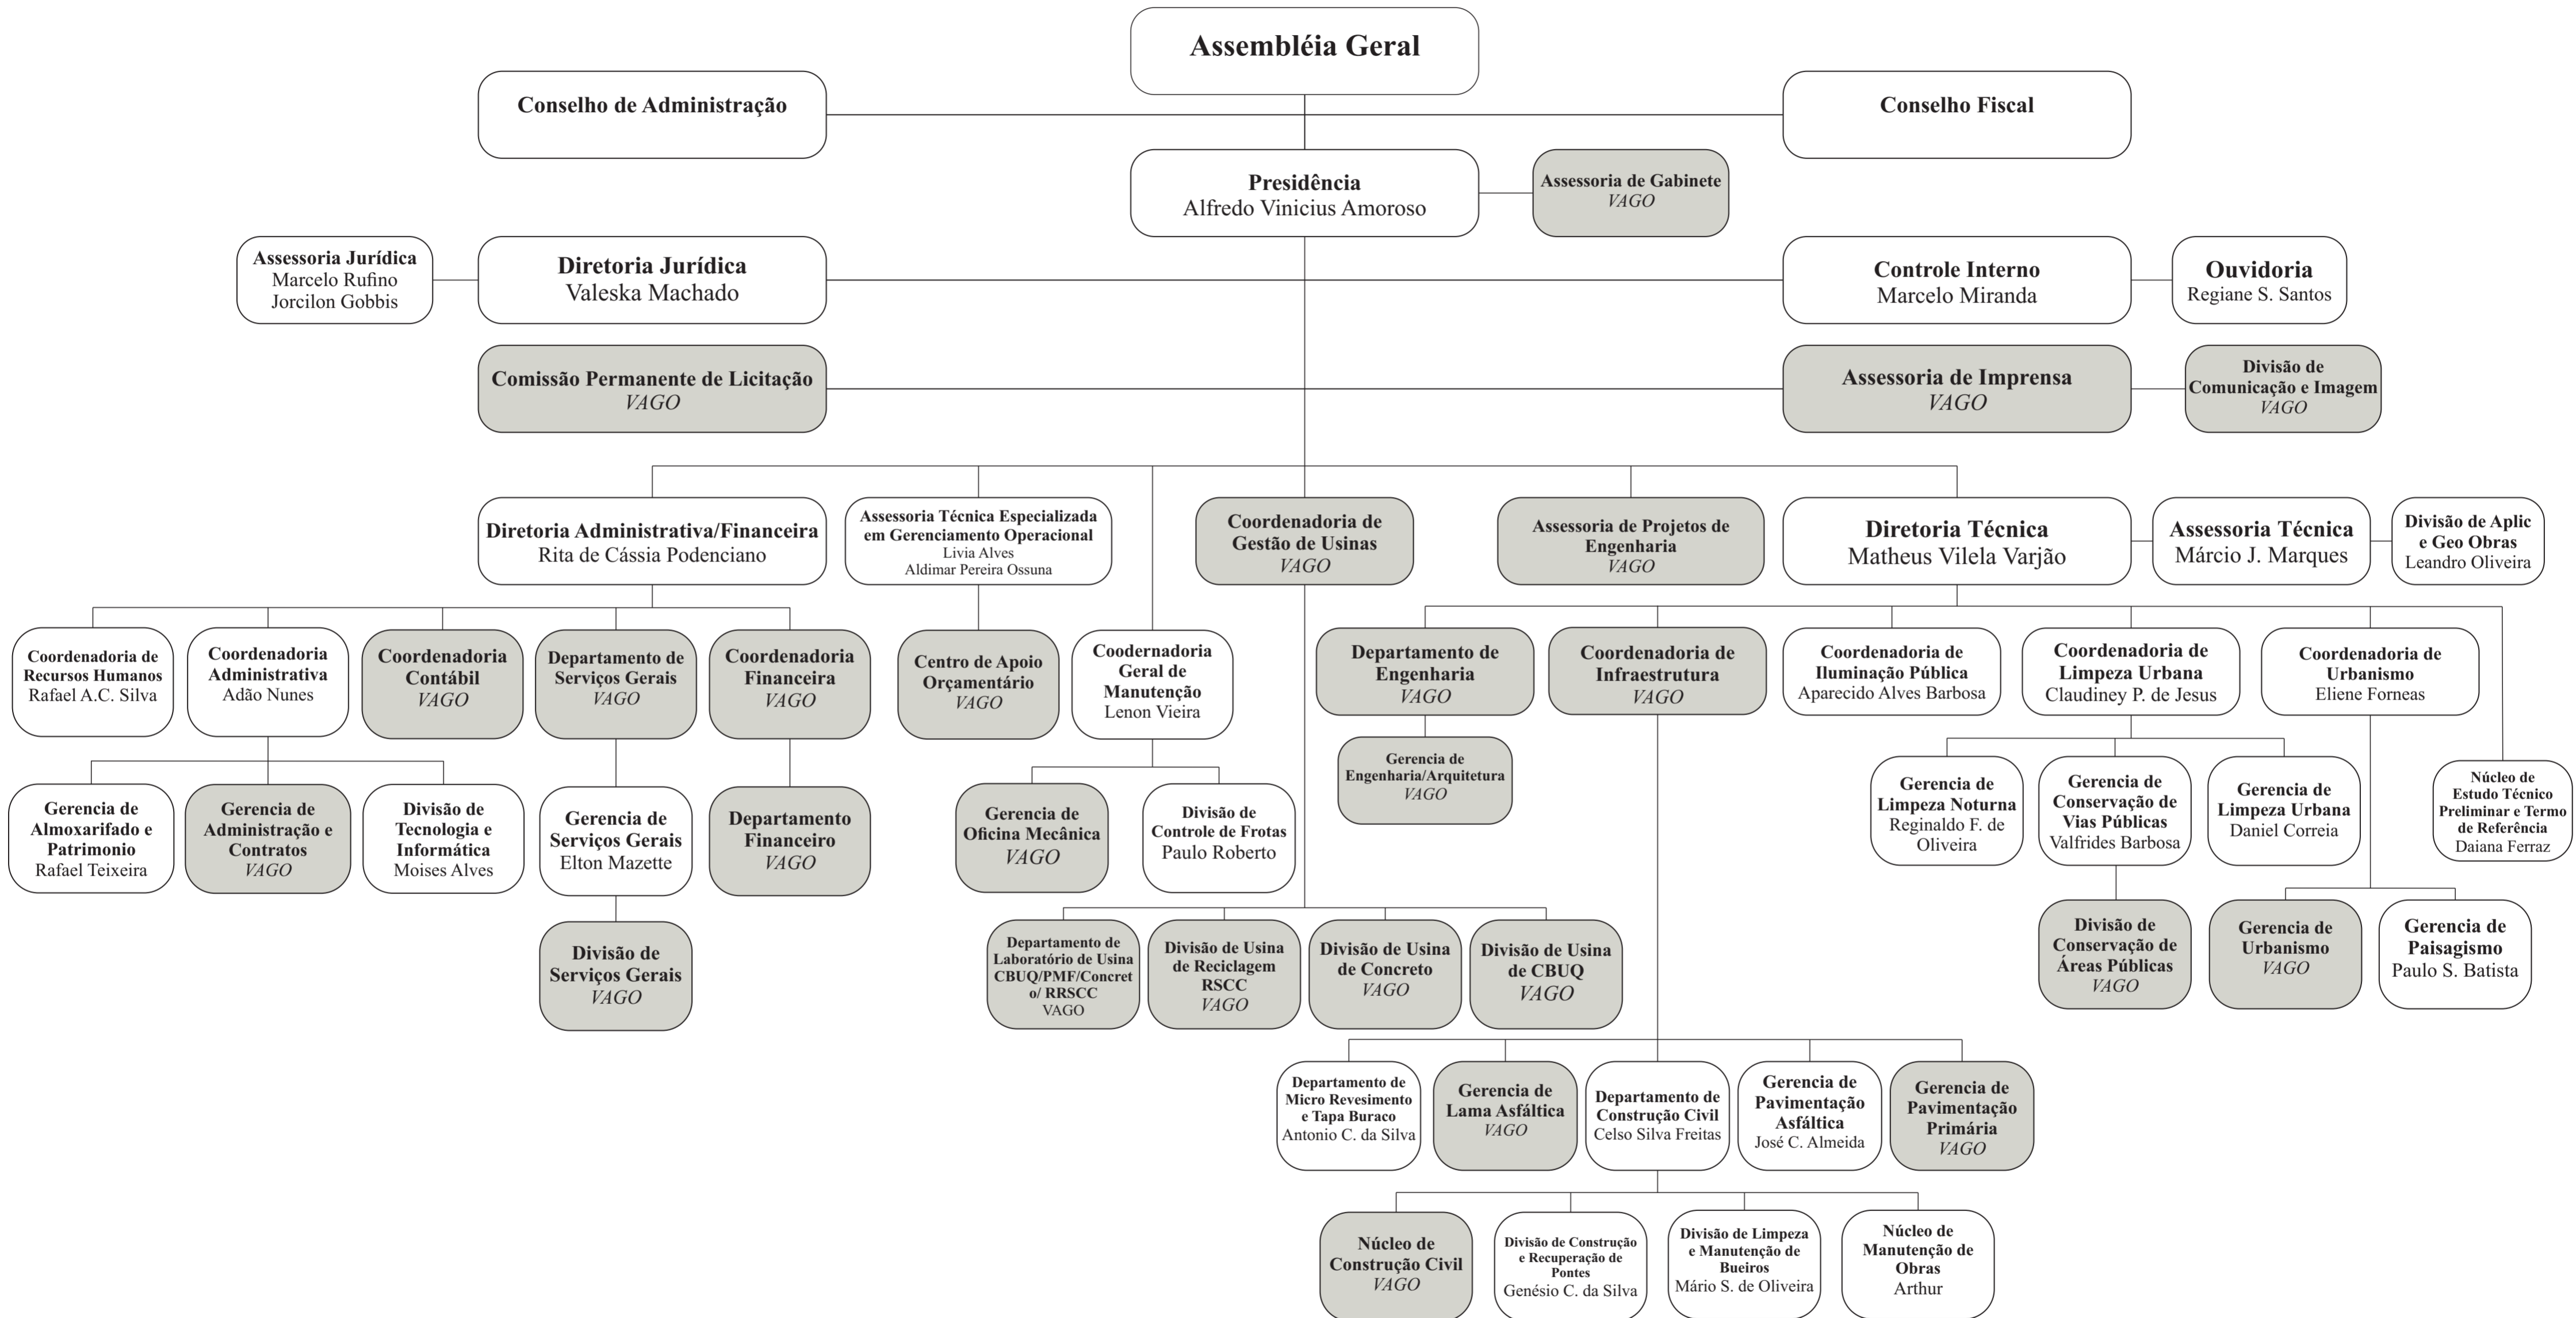 Assembléia Geral
Conselho de Administração
Conselho Fiscal
Presidência
Alfredo Vinicius Amoroso
Assessoria de Gabinete
VAGO
Assessoria Jurídica
Marcelo Rufino
Jorcilon Gobbis
Diretoria Jurídica
Valeska Machado
Controle Interno
Marcelo Miranda
Ouvidoria
Regiane S. Santos
Comissão Permanente de Licitação
VAGO
Assessoria de Imprensa
VAGO
Divisão de
Comunicação e Imagem
VAGO
Diretoria Administrativa/Financeira
Rita de Cássia Podenciano
Assessoria Técnica Especializada
em Gerenciamento Operacional
Livia Alves
Aldimar Pereira Ossuna
Coordenadoria de
Gestão de Usinas
VAGO
Assessoria de Projetos de
Engenharia
VAGO
Diretoria Técnica
Matheus Vilela Varjão
Assessoria Técnica
Márcio J. Marques
Divisão de Aplic
e Geo Obras
Leandro Oliveira
Coordenadoria de
Recursos Humanos
Rafael A.C. Silva
Coordenadoria
Administrativa
Adão Nunes
Coordenadoria
Contábil
VAGO
Departamento de
Serviços Gerais
VAGO
Coordenadoria
Financeira
VAGO
Centro de Apoio
Orçamentário
VAGO
Coodernadoria
Geral de
Manutenção
Lenon Vieira
Departamento de
Engenharia
VAGO
Coordenadoria de
Infraestrutura
VAGO
Coordenadoria de
Iluminação Pública
Aparecido Alves Barbosa
Coordenadoria de
Limpeza Urbana
Claudiney P. de Jesus
Coordenadoria de
Urbanismo
Eliene Forneas
Gerencia de
Almoxarifado e
Patrimonio
Rafael Teixeira
Gerencia de
Administração e
Contratos
VAGO
Divisão de
Tecnologia e
Informática
Moises Alves
Gerencia de
Serviços Gerais
Elton Mazette
Departamento
Financeiro
VAGO
Gerencia de
Oficina Mecânica
VAGO
Divisão de
Controle de Frotas
Paulo Roberto
Gerencia de
Engenharia/Arquitetura
VAGO
Gerencia de
Limpeza Noturna
Reginaldo F. de
Oliveira
Gerencia de
Conservação de
Vias Públicas
Valfrides Barbosa
Gerencia de
Limpeza Urbana
Daniel Correia
Núcleo de
Estudo Técnico
Preliminar e Termo
de Referência
Daiana Ferraz
Divisão de
Serviços Gerais
VAGO
Departamento de
Laboratório de Usina
CBUQ/PMF/Concret
o/ RRSCC
VAGO
Divisão de Usina
de Reciclagem
RSCC
VAGO
Divisão de Usina
de Concreto
VAGO
Divisão de Usina
de CBUQ
VAGO
Divisão de
Conservação de
Áreas Públicas
VAGO
Gerencia de
Urbanismo
VAGO
Gerencia de
Paisagismo
Paulo S. Batista
Departamento de
Micro Revesimento
e Tapa Buraco
Antonio C. da Silva
Gerencia de
Lama Asfáltica
VAGO
Departamento de
Construção Civil
Celso Silva Freitas
Gerencia de
Pavimentação
Asfáltica
José C. Almeida
Gerencia de
Pavimentação
Primária
VAGO
Núcleo de
Construção Civil
VAGO
Divisão de Construção
e Recuperação de
Pontes
Genésio C. da Silva
Divisão de Limpeza
e Manutenção de
Bueiros
Mário S. de Oliveira
Núcleo de
Manutenção de
Obras
Arthur